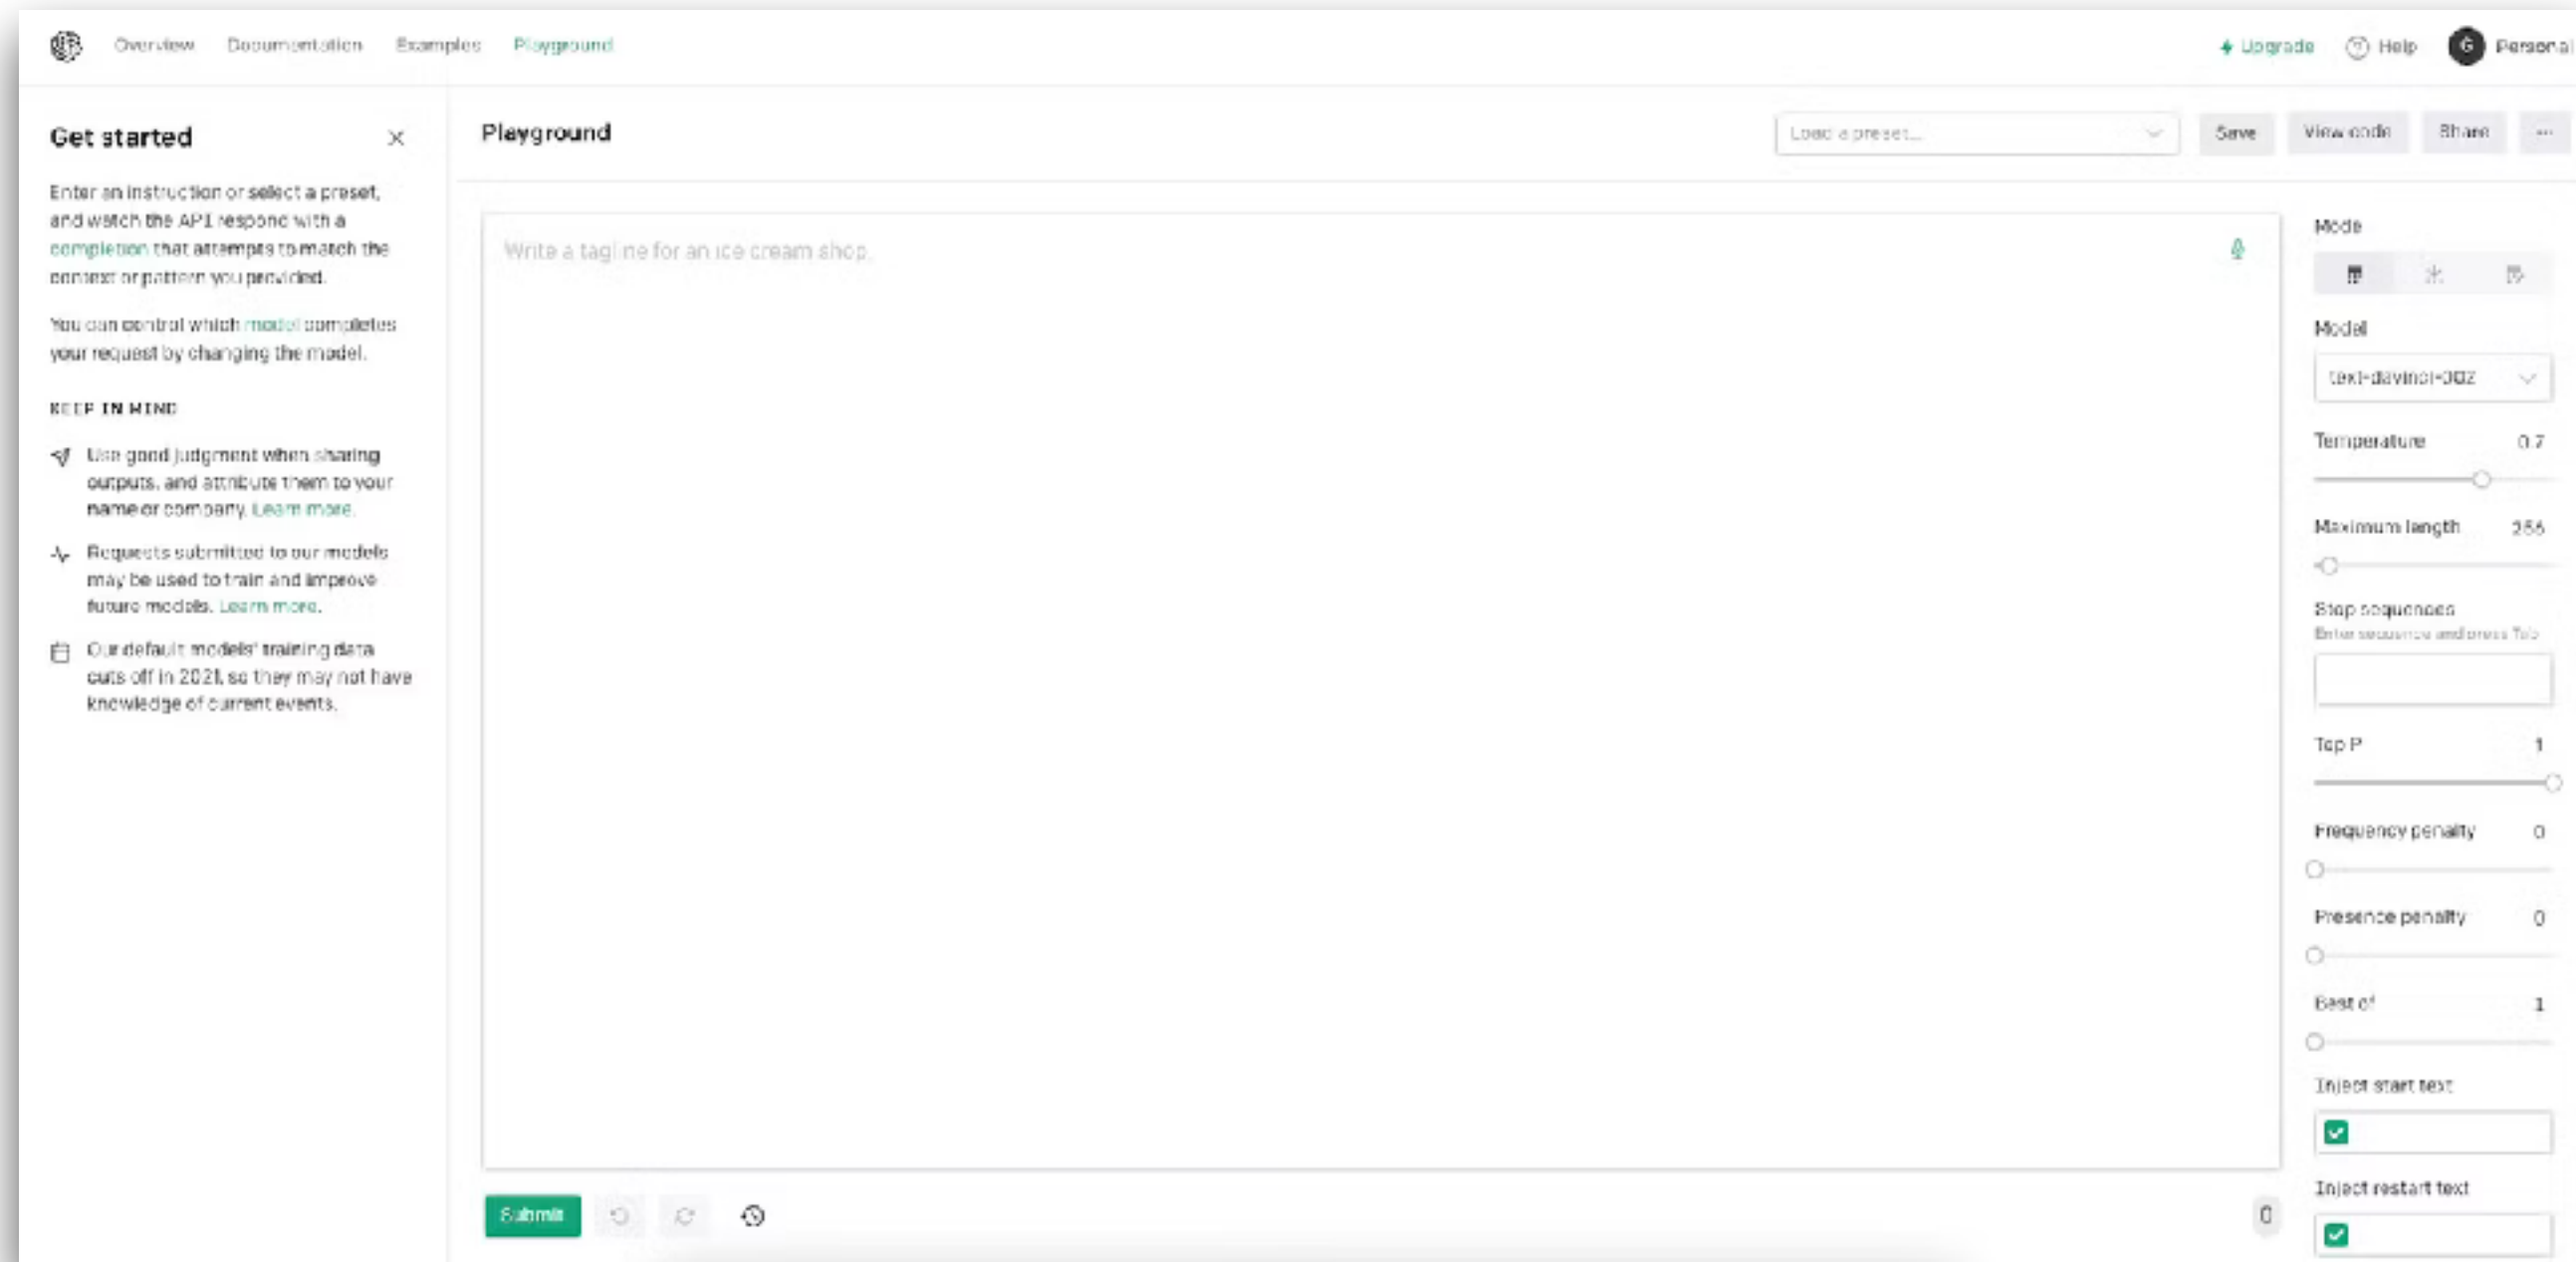 Overview Documentation Examples Playground
Upgrade Help G Personal
Get started
Enter an instruction or select a preset,
and watch the API respond with a
completion that attempts to match the
context or pattern you provided.
You can control which model completes
your request by changing the model.
KEEP IN MIND
Use good judgment when sharing
outputs, and attribute them to your
name or company. Learn more.
Requests submitted to our models
may be used to train and improve
future models. Learn more.
Our default models' training data
cuts off in 2021, so they may not have
knowledge of current events.
Playground
Load a preset...
Save View code Share ...
Write a tagline for an ice cream shop.
Submit
0
Mode
Model
text-davinci-002
Temperature 0.7
Maximum length 256
Stop sequences
Enter sequence and press Tab
Top P 1
Frequency penalty 0
Presence penalty 0
Best of 1
Inject start text
Inject restart text